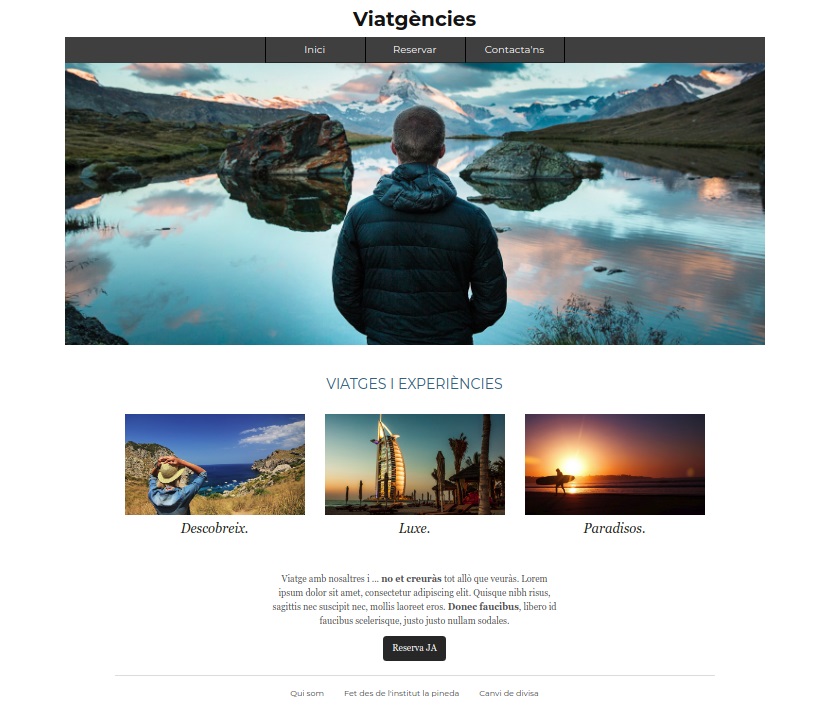 Viatgències
Inici Reservar Contacta'ns
VIATGES I EXPERIÈNCIES
Descobreix. Luxe. Paradisos.
Viatge amb nosaltres i ... no et creuràs tot allò que veuràs. Lorem
ipsum dolor sit amet, consectetur adipiscing elit. Quisque nibh risus,
sagittis nec suscipit nec, mollis laoreet eros. Donec faucibus, libero id
faucibus scelerisque, justo justo nullam sodales.
Reserva JA
Qui som Fet des de l'institut la pineda Canvi de divisa